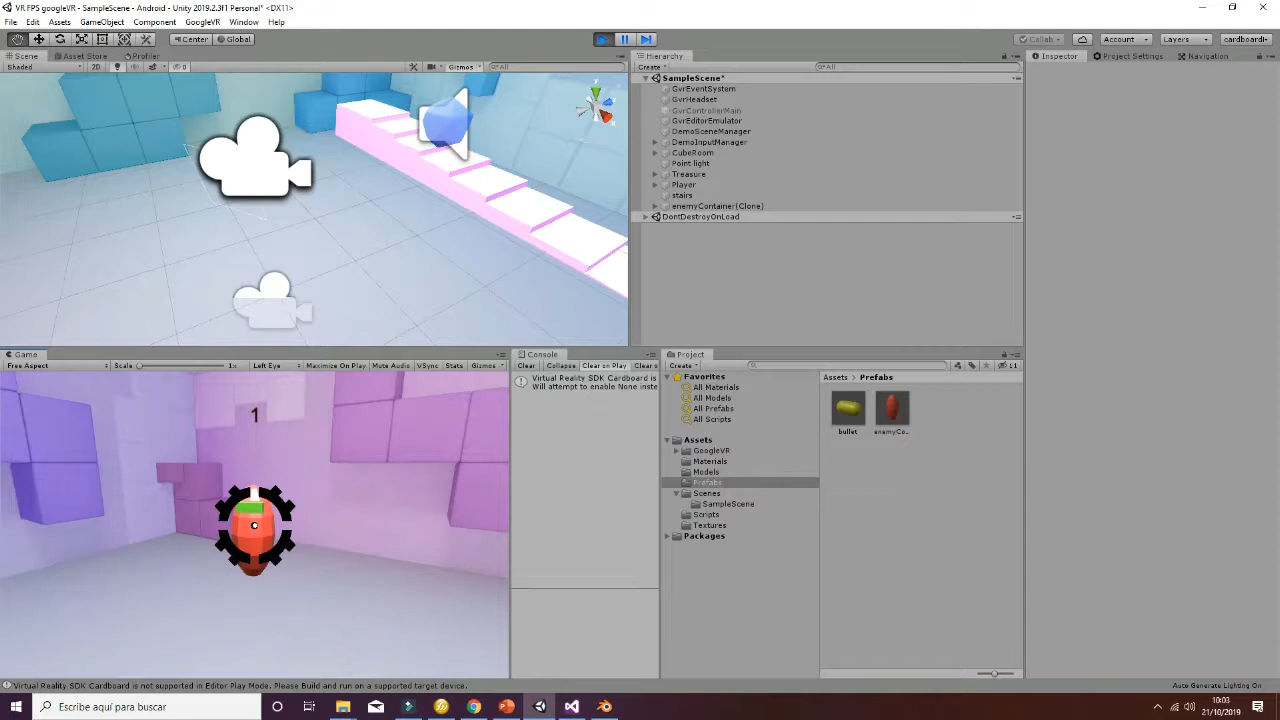 VR FPS googleVR - SampleScene - Android - Unity 2019.2.3f1 Personal* <DX11>
File Edit Assets GameObject Component GoogleVR Window Help
Center Global
Collab Account Layers cardboardI-
Scene Asset Store Profiler
Shaded 2D 0 Gizmos All
Hierarchy
Create All
SampleScene*
GvrEventSystem
GvrHeadset
GvrControllerMain
GvrEditorEmulator
DemoSceneManager
DemoInputManager
CubeRoom
Point light
Treasure
Player
stairs
enemyContainer(Clone)
DontDestroyOnLoad
Inspector Project Settings Navigation
Game
Free Aspect Scale 1x Left Eye Maximize On Play Mute Audio VSync Stats Gizmos
1
Console
Clear Collapse Clear on Play Clear s
Virtual Reality SDK Cardboard is
Will attempt to enable None inste
Project
Create 11
Favorites
All Materials
All Models
All Prefabs
All Scripts
Assets
GoogleVR
Materials
Models
Prefabs
Scenes
SampleScene
Scripts
Textures
Packages
Assets > Prefabs
bullet enemyCo...
Virtual Reality SDK Cardboard is not supported in Editor Play Mode. Please Build and run on a supported target device.
Auto Generate Lighting On
Escribe aquí para buscar
10:03
21/10/2019